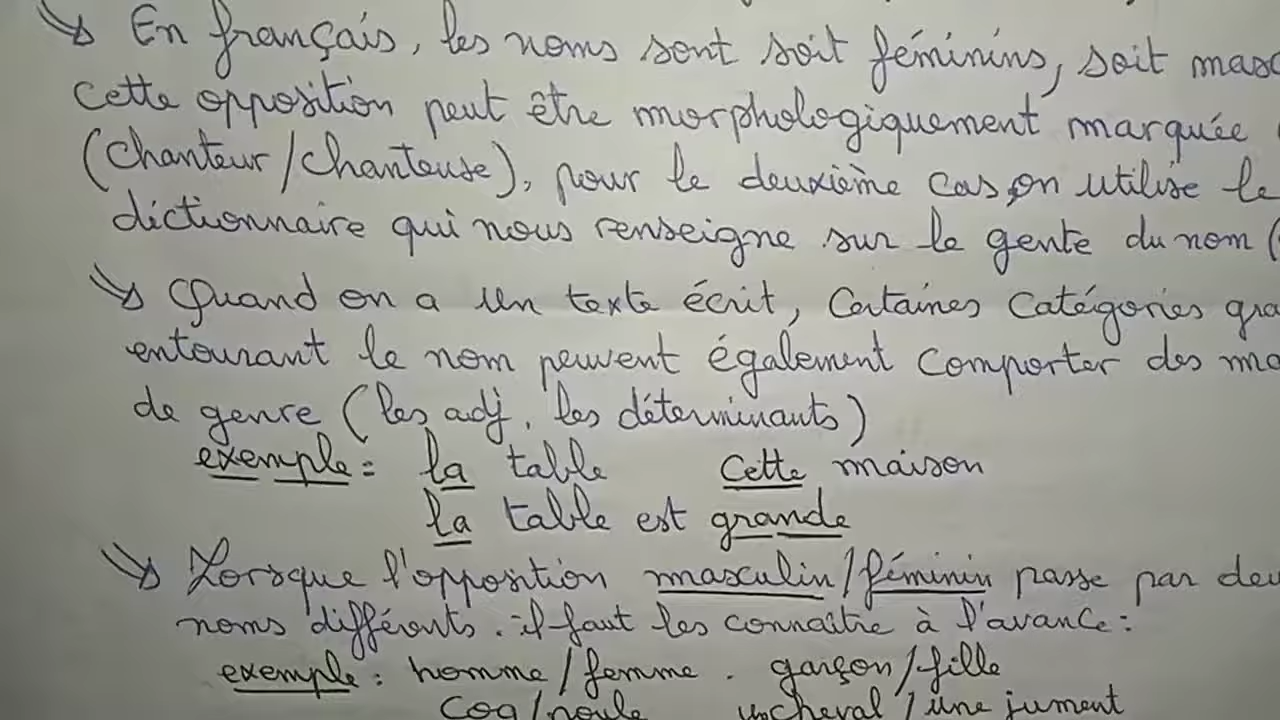 En français, les noms sont soit féminins, soit masc
Cette opposition peut être morphologiquement marquée
(Chanteur/Chanteuse), pour le deuxième cas, on utilise le
dictionnaire qui nous renseigne sur le gente du nom (
Quand on a un texte écrit, Certaines Catégories gra
entourant le nom peuvent également Comporter des ma
de genre (les adj, les déterminants)
exemple: la table Cette maison
la table est grande
Lorsque l'opposition masculin/féminin passe par deu
noms différents. il faut les connaître à l'avance:
exemple: homme/femme. garçon/fille
Coq/poule un cheval/une jument